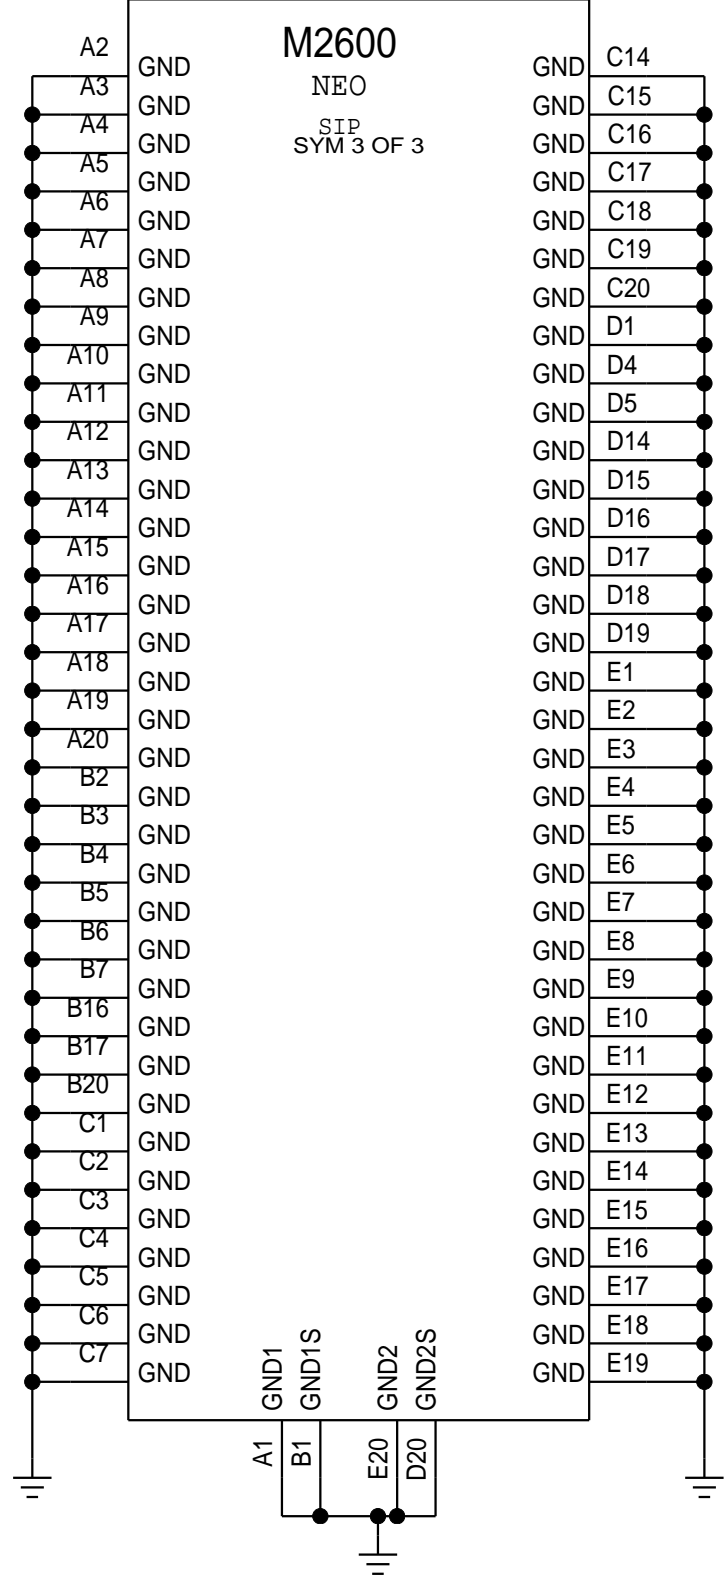 M2600
NEO
SIP
SYM 3 OF 3
A2 GND GND C14
A3 GND GND C15
A4 GND GND C16
A5 GND GND C17
A6 GND GND C18
A7 GND GND C19
A8 GND GND C20
A9 GND GND D1
A10 GND GND D4
A11 GND GND D5
A12 GND GND D14
A13 GND GND D15
A14 GND GND D16
A15 GND GND D17
A16 GND GND D18
A17 GND GND D19
A18 GND GND E1
A19 GND GND E2
A20 GND GND E3
B2 GND GND E4
B3 GND GND E5
B4 GND GND E6
B5 GND GND E7
B6 GND GND E8
B7 GND GND E9
B16 GND GND E10
B17 GND GND E11
B20 GND GND E12
C1 GND GND E13
C2 GND GND E14
C3 GND GND E15
C4 GND GND E16
C5 GND GND E17
C6 GND GND E18
C7 GND GND E19
GND1 GND1S GND2 GND2S
A1 B1 E20 D20